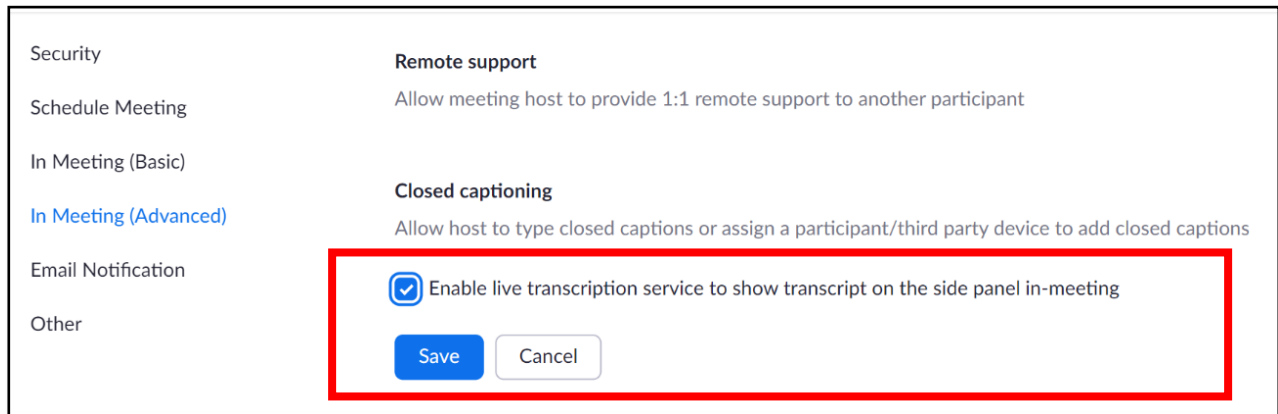 Security
Schedule Meeting
In Meeting (Basic)
In Meeting (Advanced)
Email Notification
Other
Remote support
Allow meeting host to provide 1:1 remote support to another participant
Closed captioning
Allow host to type closed captions or assign a participant/third party device to add closed captions
Enable live transcription service to show transcript on the side panel in-meeting
Save
Cancel